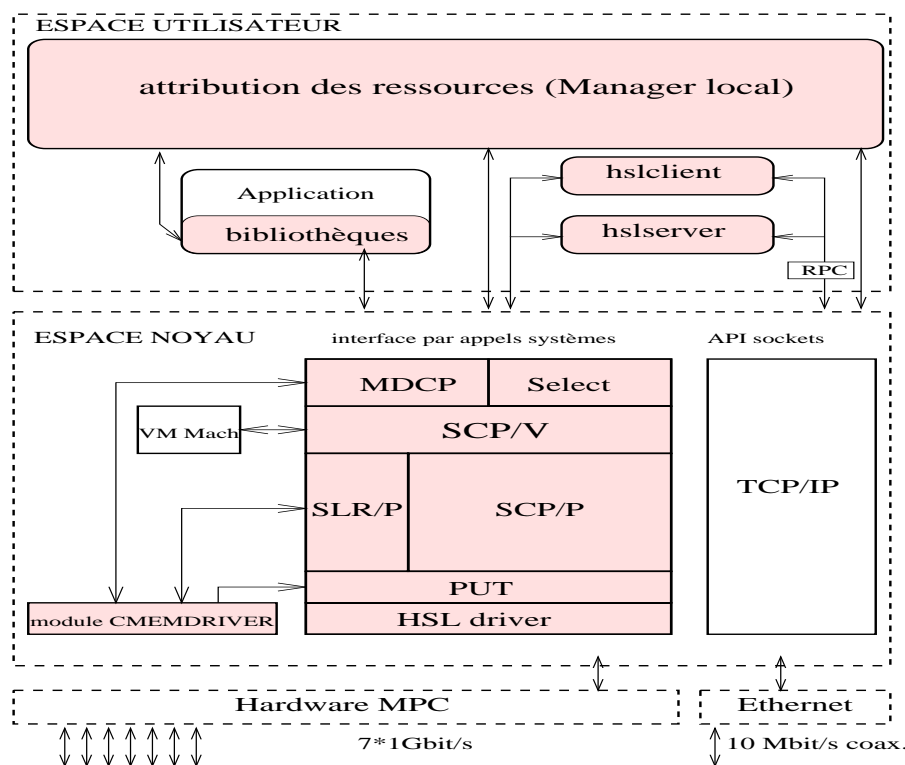 ESPACE UTILISATEUR
attribution des ressources (Manager local)
Application
bibliothèques
hslclient
hslserver
RPC
ESPACE NOYAU
interface par appels systèmes
API sockets
MDCP
Select
VM Mach
SCP/V
SLR/P
SCP/P
TCP/IP
PUT
module CMEMDRIVER
HSL driver
Hardware MPC
Ethernet
7*1Gbit/s
10 Mbit/s coax.